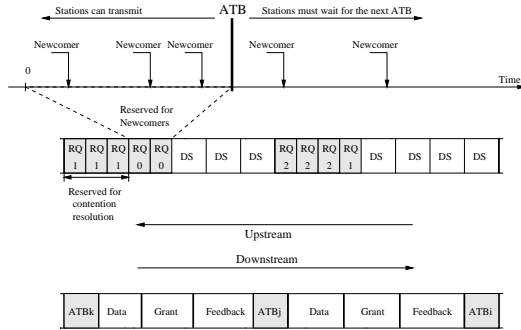 ATB
Stations can transmit
Stations must wait for the next ATB
Newcomer
Newcomer
Newcomer
Newcomer
Newcomer
0
Time
Reserved for
Newcomers
RQ RQ RQ RQ RQ DS DS DS RQ RQ RQ RQ DS DS DS DS
1 1 1 0 0 2 2 2 1
Reserved for
contention
resolution
Upstream
Downstream
ATBk Data Grant Feedback ATBj Data Grant Feedback ATBi